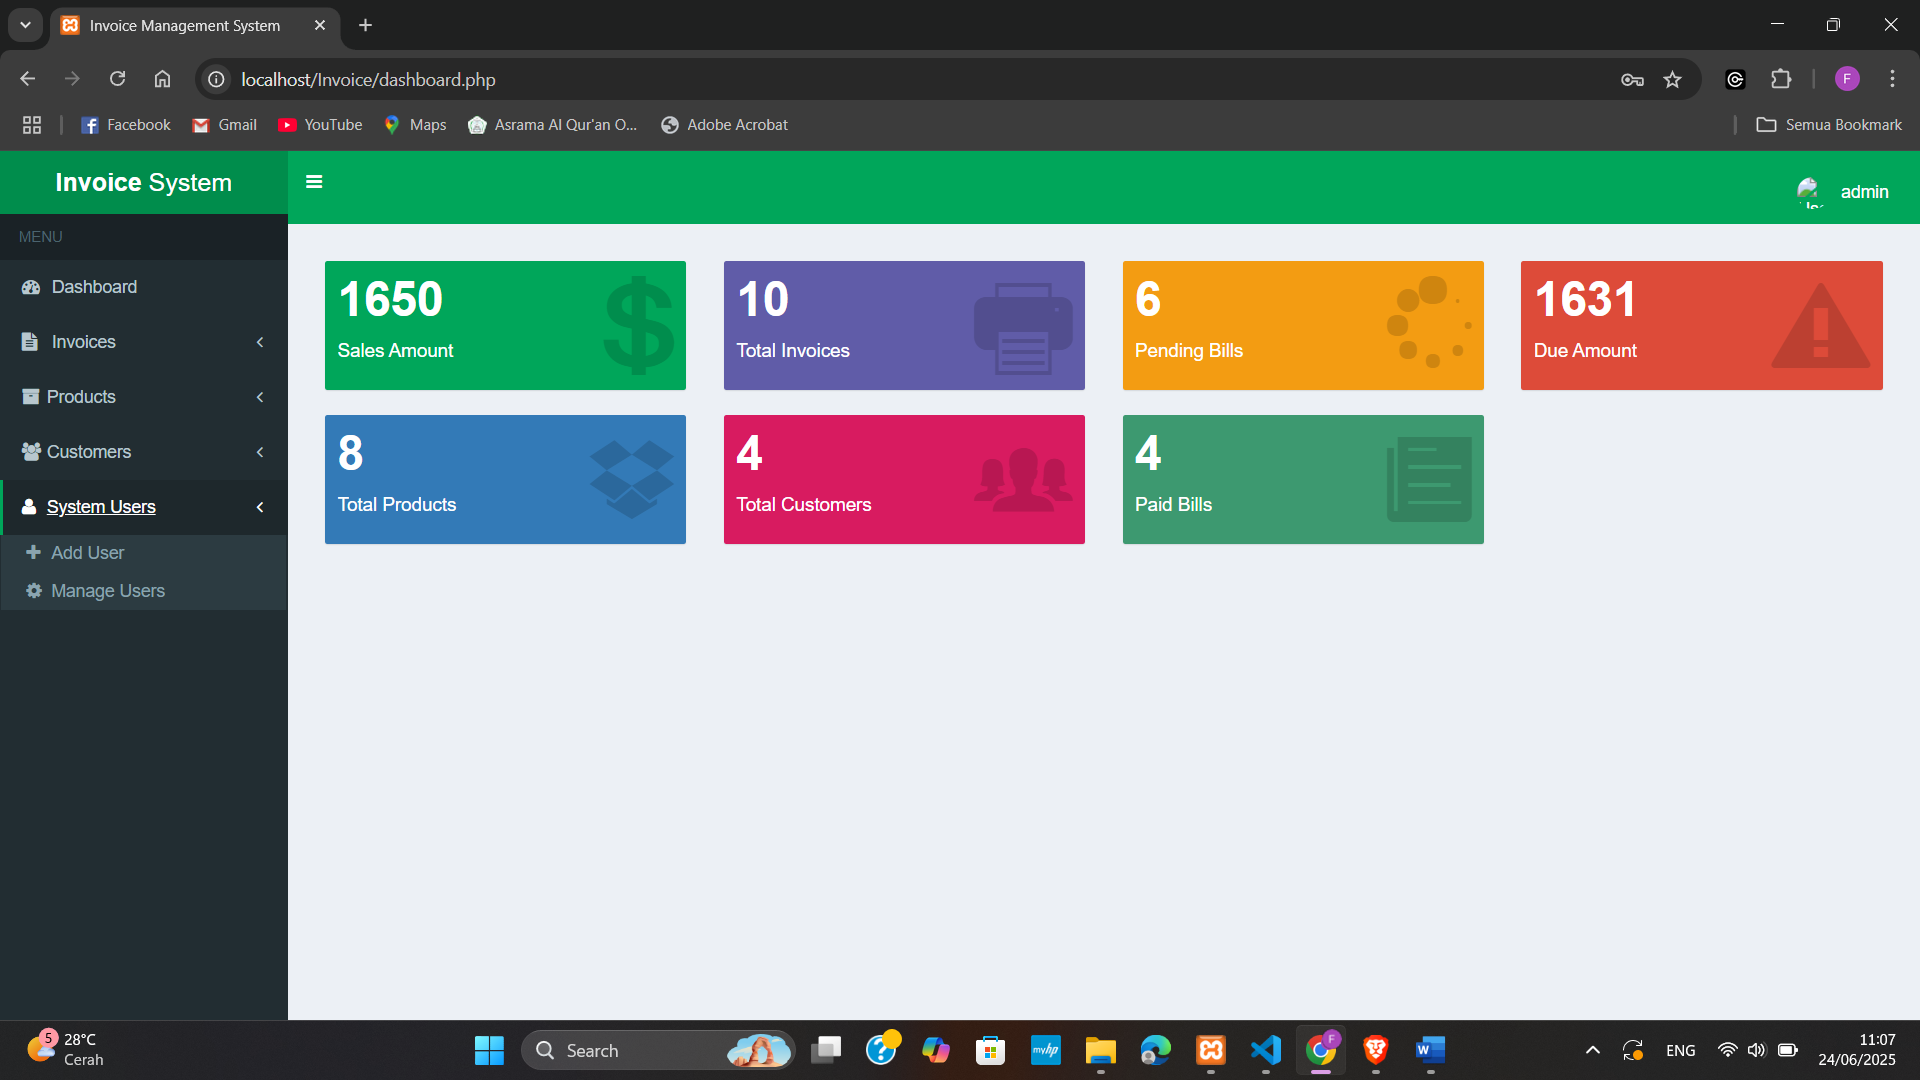 Invoice Management System
localhost/Invoice/dashboard.php
F
Facebook
Gmail
YouTube
Maps
Asrama Al Qur'an O...
Adobe Acrobat
Semua Bookmark
Invoice System
admin
MENU
Dashboard
Invoices
Products
Customers
System Users
Add User
Manage Users
1650
Sales Amount
10
Total Invoices
6
Pending Bills
1631
Due Amount
8
Total Products
4
Total Customers
4
Paid Bills
5
28°C
Cerah
Search
myhp
F
W
ENG
11:07
24/06/2025